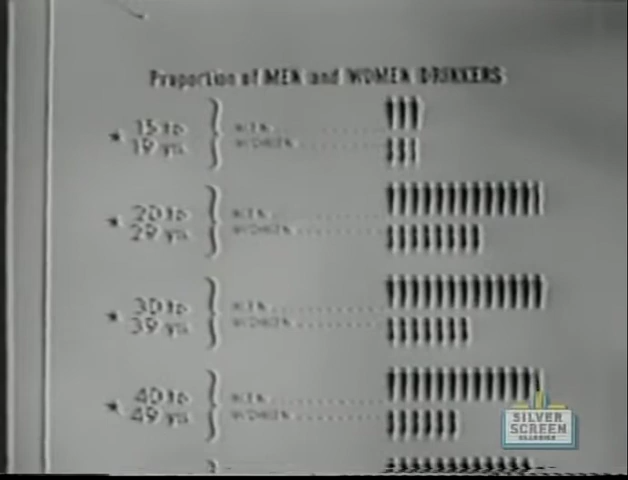 Proportion of MEN and WOMEN DRINKERS
* 15 to
19 yrs
MEN
WOMEN
* 20 to
29 yrs
MEN
WOMEN
* 30 to
39 yrs
MEN
WOMEN
* 40 to
49 yrs
MEN
WOMEN
SILVER
SCREEN
CLASSICS